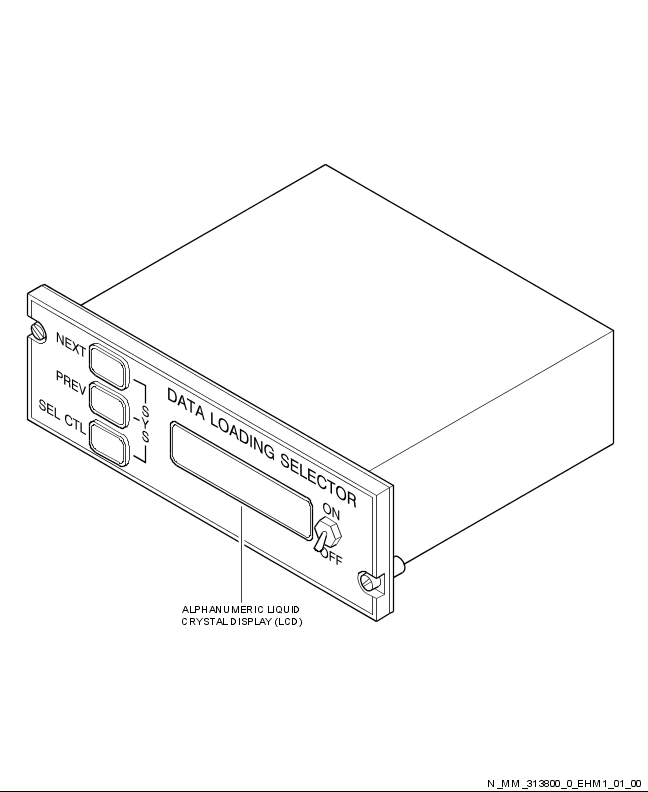 NEXT
PREV
SEL CTL
SYS
DATA LOADING SELECTOR
ON
OFF
ALPHANUMERIC LIQUID
CRYSTAL DISPLAY (LCD)
N_MM_313800_0_EHM1_01_00